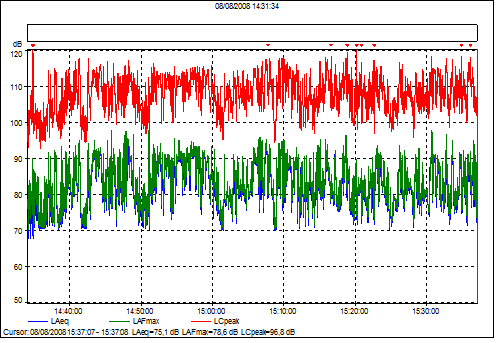 08/08/2008 14:31:34
dB
120
110
100
90
80
70
60
50
14:40:00 14:50:00 15:00:00 15:10:00 15:20:00 15:30:00
LAeq LAFmax LCpeak
Cursor: 08/08/2008 15:37:07 - 15:37:08 LAeq=75,1 dB LAFmax=78,6 dB LCpeak=96,8 dB